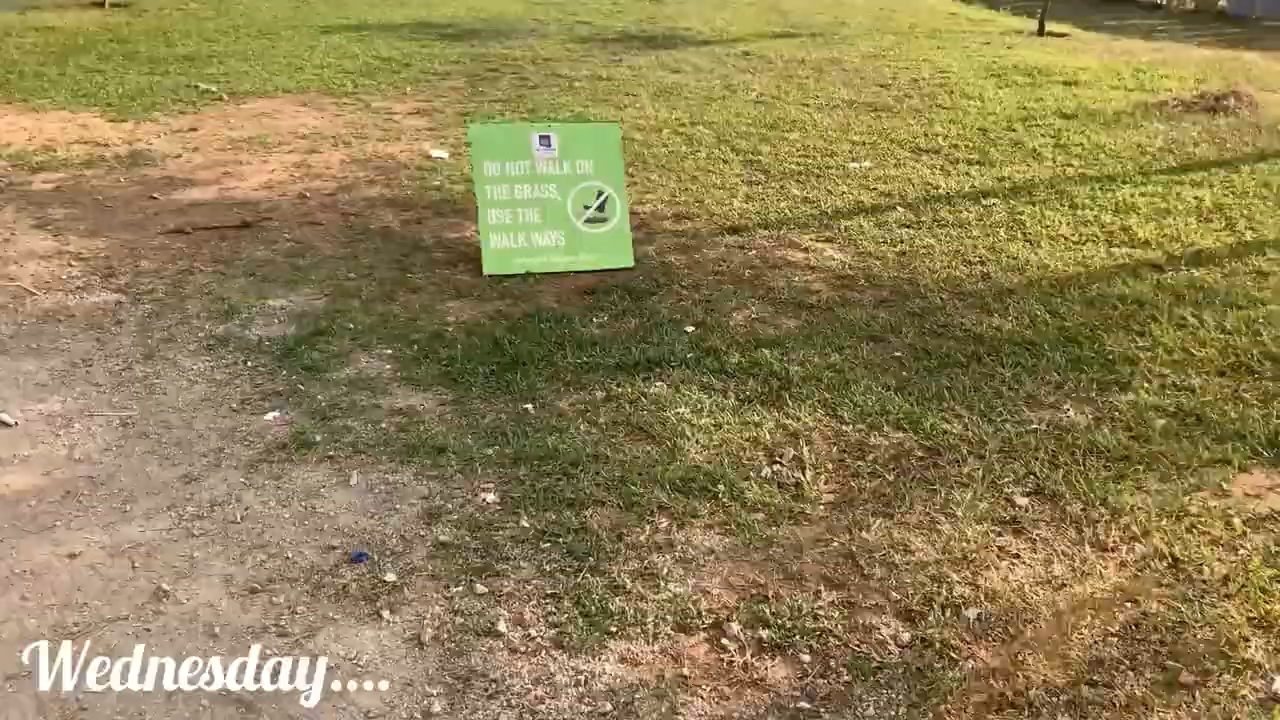 DO NOT WALK ON
THE GRASS,
USE THE
WALK WAYS
Wednesday....